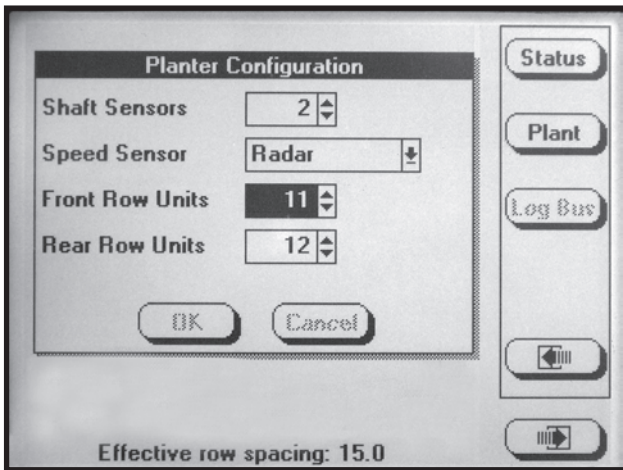 Planter Configuration
Shaft Sensors 2
Speed Sensor Radar
Front Row Units 11
Rear Row Units 12
OK Cancel
Effective row spacing: 15.0
Status
Plant
Log Bus